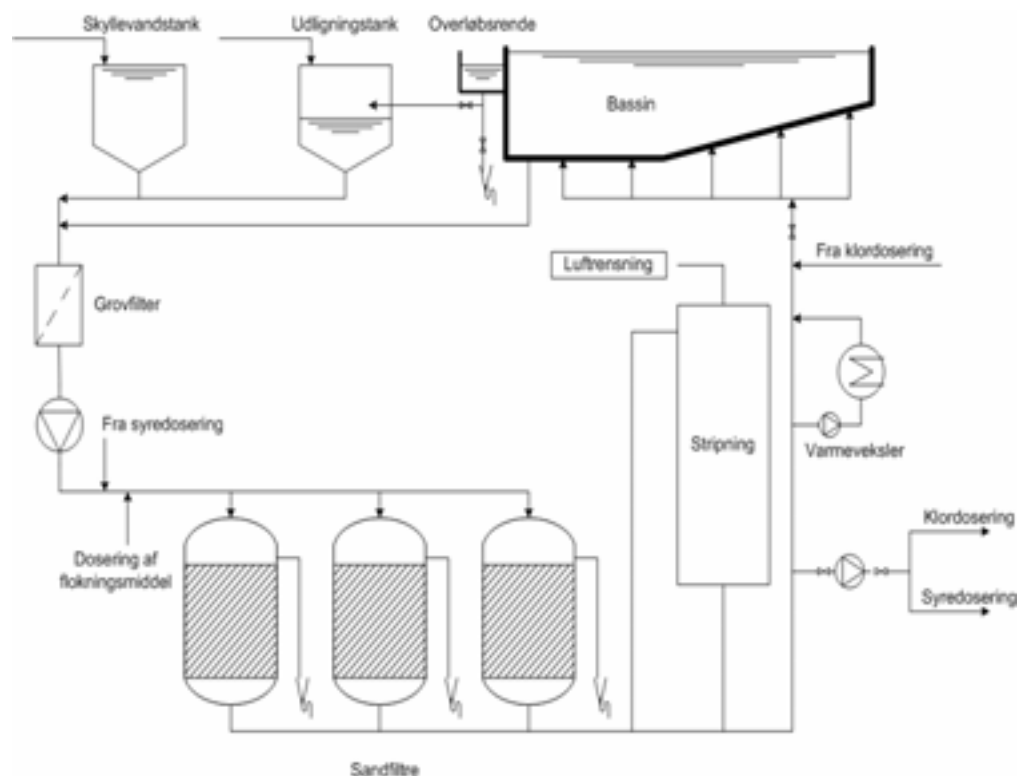 Skyllevandstank
Udligningstank
Overløbsrende
Bassin
Fra klordosering
Luftrensning
Grovfilter
Fra syredosering
Stripning
Varmeveksler
Klordosering
Dosering af
flokningsmiddel
Syredosering
Sandfiltre